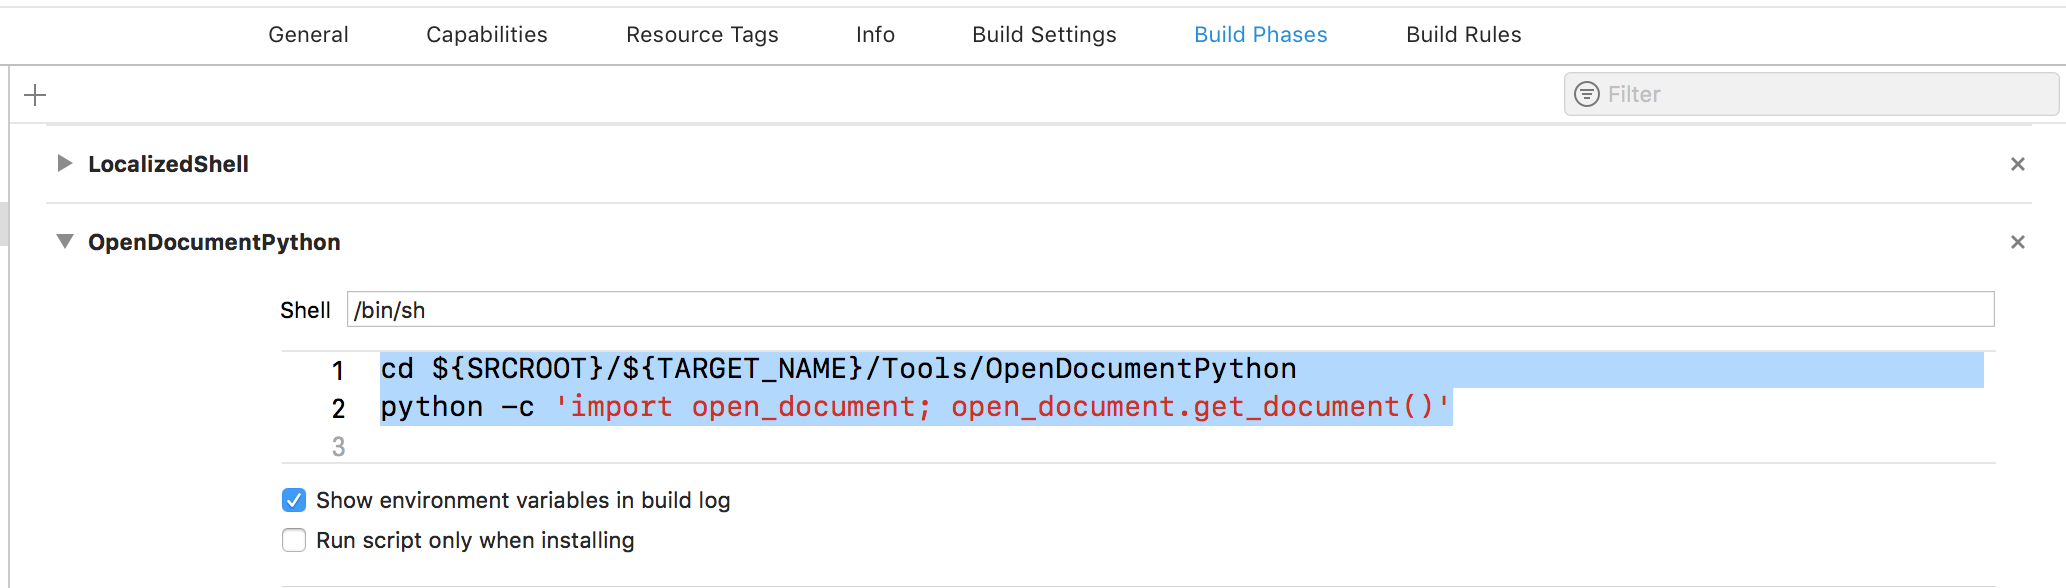 General Capabilities Resource Tags Info Build Settings Build Phases Build Rules
Filter
LocalizedShell
OpenDocumentPython
Shell /bin/sh
1 cd ${SRCROOT}/${TARGET_NAME}/Tools/OpenDocumentPython
2 python -c 'import open_document; open_document.get_document()'
3
Show environment variables in build log
Run script only when installing